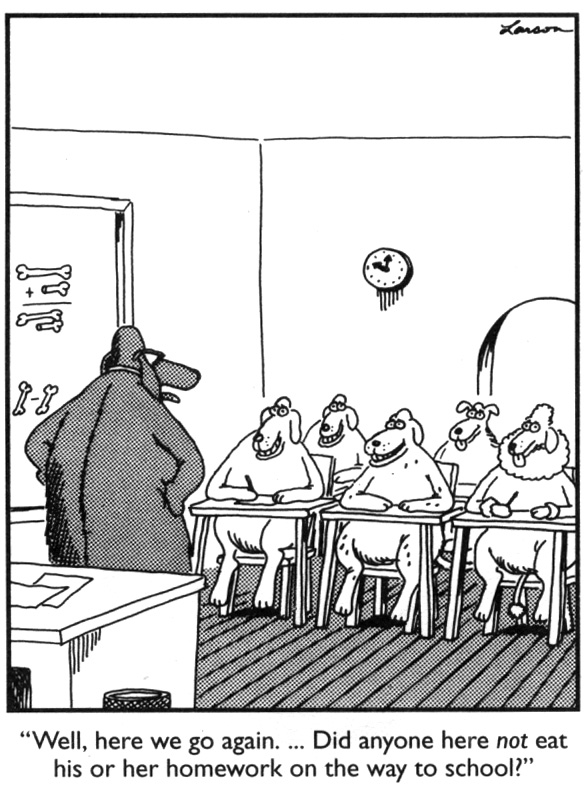 Larson
“Well, here we go again. ... Did anyone here not eat
his or her homework on the way to school?”